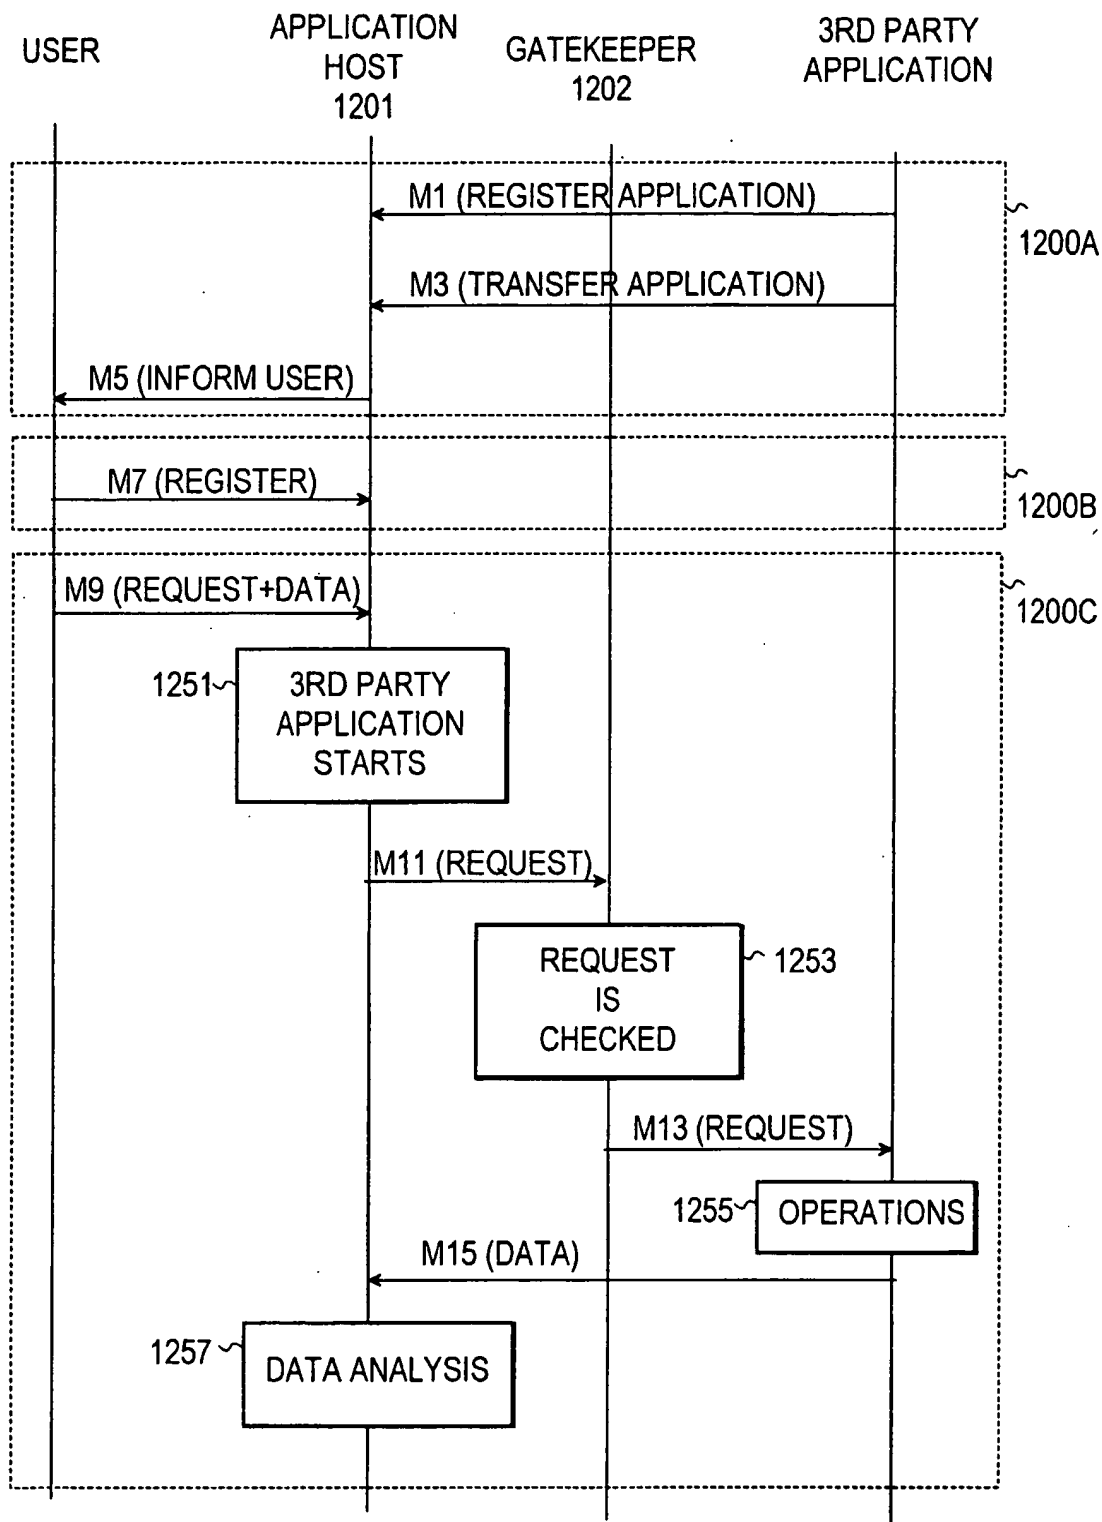 USER
APPLICATION
HOST
1201
GATEKEEPER
1202
3RD PARTY
APPLICATION
M1 (REGISTER APPLICATION)
1200A
M3 (TRANSFER APPLICATION)
M5 (INFORM USER)
M7 (REGISTER)
1200B
M9 (REQUEST+DATA)
1200C
1251
3RD PARTY
APPLICATION
STARTS
M11 (REQUEST)
REQUEST
IS
CHECKED
1253
M13 (REQUEST)
1255
OPERATIONS
M15 (DATA)
1257
DATA ANALYSIS